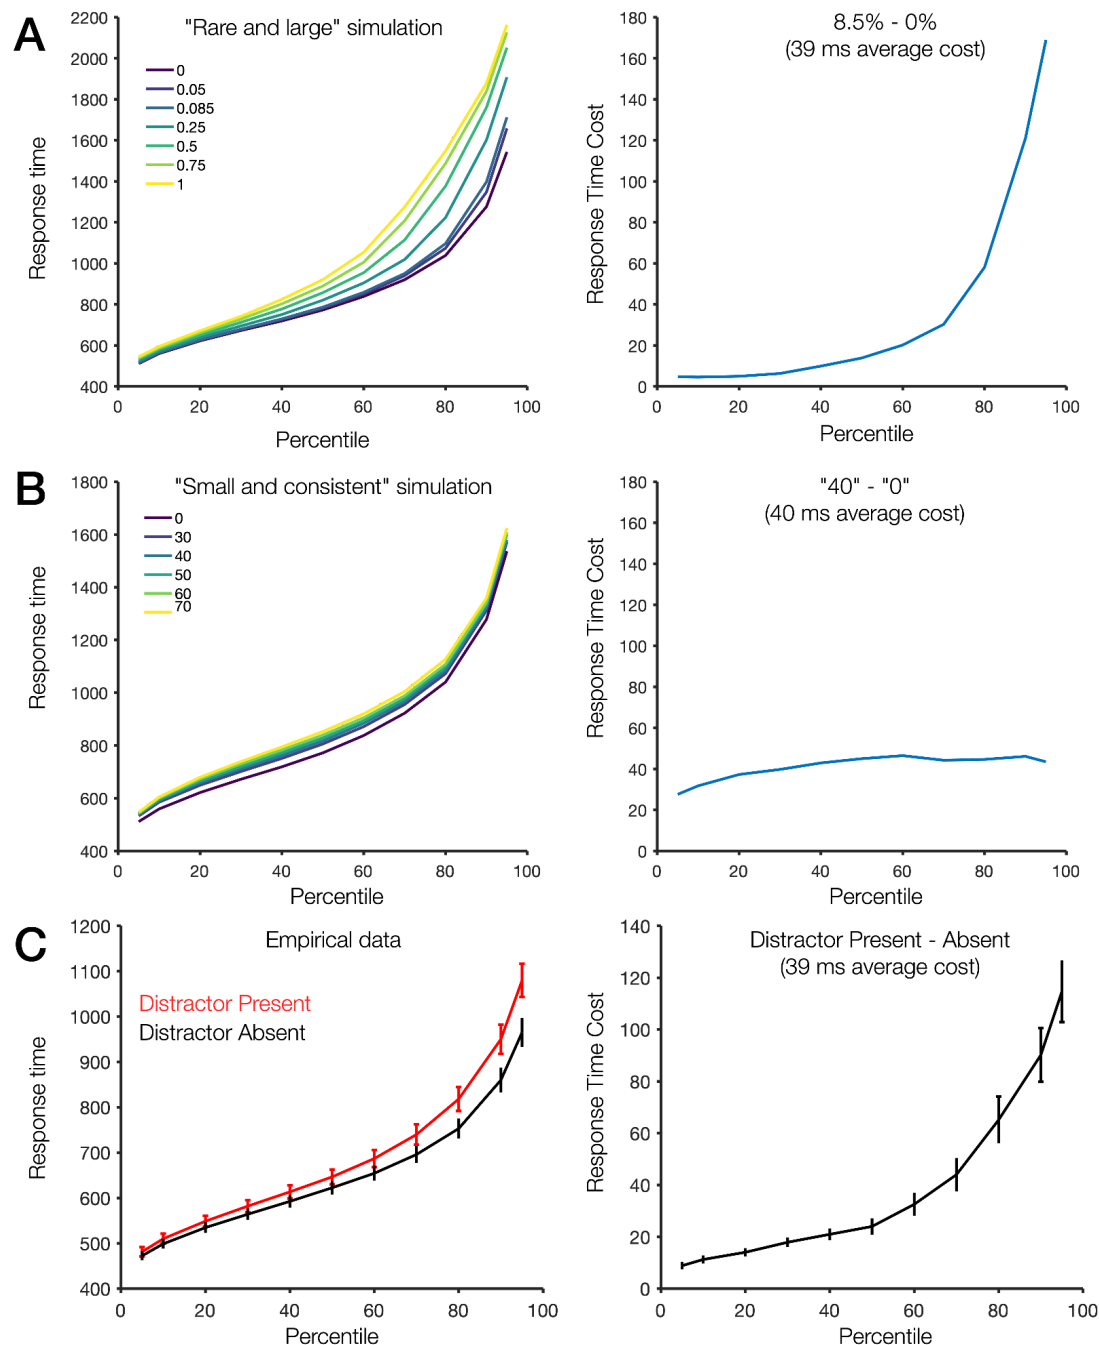 A
"Rare and large" simulation
Response time
2200
2000
1800
1600
1400
1200
1000
800
600
400
0
0.05
0.085
0.25
0.5
0.75
1
0 20 40 60 80 100
Percentile
8.5% - 0%
(39 ms average cost)
Response Time Cost
180
160
140
120
100
80
60
40
20
0
0 20 40 60 80 100
Percentile
B
"Small and consistent" simulation
Response time
1800
1600
1400
1200
1000
800
600
400
0
30
40
50
60
70
0 20 40 60 80 100
Percentile
"40" - "0"
(40 ms average cost)
Response Time Cost
180
160
140
120
100
80
60
40
20
0
0 20 40 60 80 100
Percentile
C
Empirical data
Response time
1200
1100
1000
900
800
700
600
500
400
Distractor Present
Distractor Absent
0 20 40 60 80 100
Percentile
Distractor Present - Absent
(39 ms average cost)
Response Time Cost
140
120
100
80
60
40
20
0
0 20 40 60 80 100
Percentile